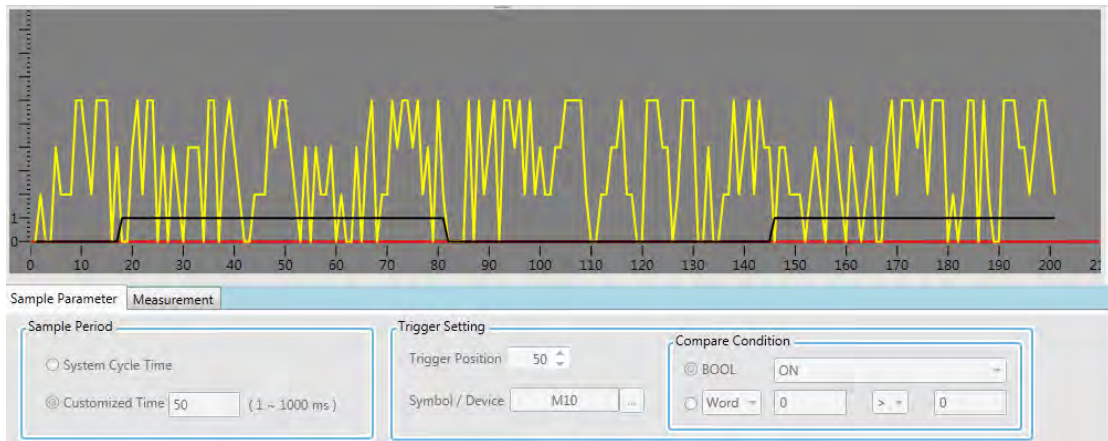 1
0
0 10 20 30 40 50 60 70 80 90 100 110 120 130 140 150 160 170 180 190 200 21
Sample Parameter Measurement
Sample Period
System Cycle Time
Customized Time 50 ( 1 ~ 1000 ms )
Trigger Setting
Trigger Position 50
Symbol / Device M10 ...
Compare Condition
BOOL ON
Word 0 > 0